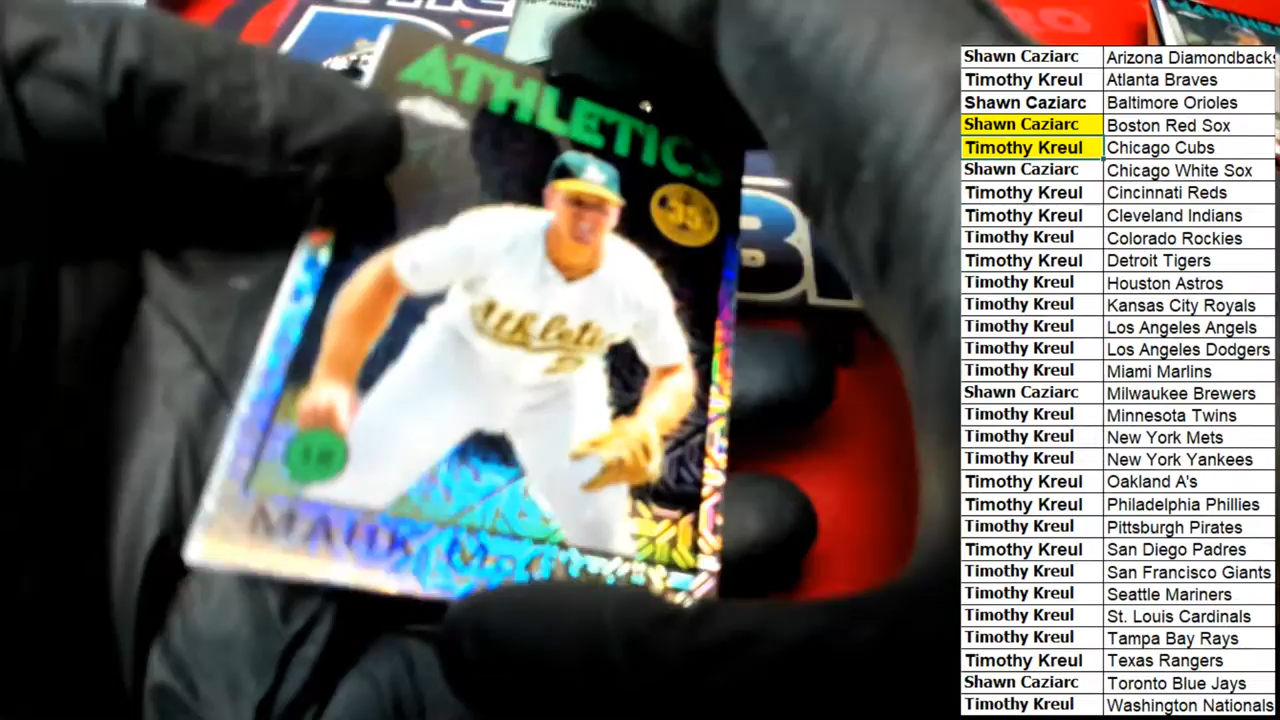 ATHLETICS
35
1B
Athletics
MARK M
MARINERS
Shawn Caziarc Arizona Diamondbacks
Timothy Kreul Atlanta Braves
Shawn Caziarc Baltimore Orioles
Shawn Caziarc Boston Red Sox
Timothy Kreul Chicago Cubs
Shawn Caziarc Chicago White Sox
Timothy Kreul Cincinnati Reds
Timothy Kreul Cleveland Indians
Timothy Kreul Colorado Rockies
Timothy Kreul Detroit Tigers
Timothy Kreul Houston Astros
Timothy Kreul Kansas City Royals
Timothy Kreul Los Angeles Angels
Timothy Kreul Los Angeles Dodgers
Timothy Kreul Miami Marlins
Shawn Caziarc Milwaukee Brewers
Timothy Kreul Minnesota Twins
Timothy Kreul New York Mets
Timothy Kreul New York Yankees
Timothy Kreul Oakland A's
Timothy Kreul Philadelphia Phillies
Timothy Kreul Pittsburgh Pirates
Timothy Kreul San Diego Padres
Timothy Kreul San Francisco Giants
Timothy Kreul Seattle Mariners
Timothy Kreul St. Louis Cardinals
Timothy Kreul Tampa Bay Rays
Timothy Kreul Texas Rangers
Shawn Caziarc Toronto Blue Jays
Timothy Kreul Washington Nationals